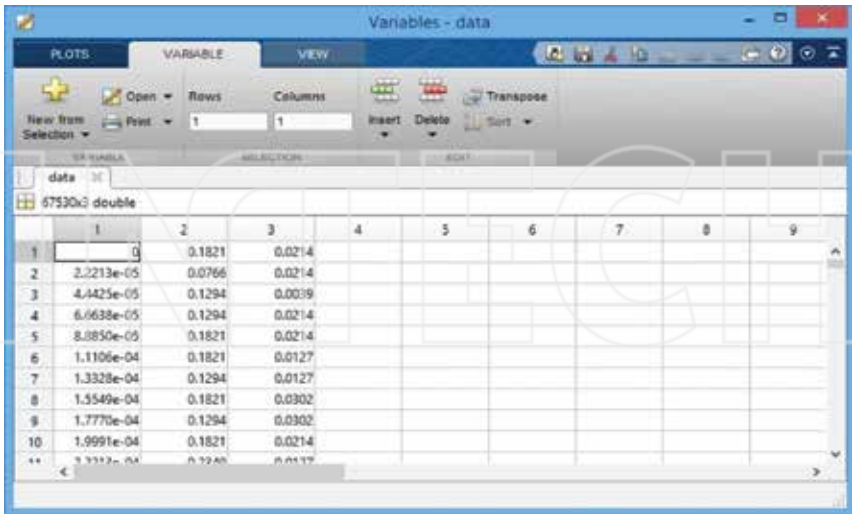 Variables - data
PLOTS VARIABLE VIEW
New from Selection
Open
Print
Rows
1
Columns
1
Insert
Delete
Transpose
Sort
VARIABLE SELECTION EDIT
data
67530x3 double
1 2 3 4 5 6 7 8 9
1 0 0.1821 0.0214
2 2.2213e-05 0.0766 0.0214
3 4.4425e-05 0.1294 0.0039
4 6.6638e-05 0.1294 0.0214
5 8.8850e-05 0.1821 0.0214
6 1.1106e-04 0.1821 0.0127
7 1.3328e-04 0.1294 0.0127
8 1.5549e-04 0.1821 0.0302
9 1.7770e-04 0.1294 0.0302
10 1.9991e-04 0.1821 0.0214